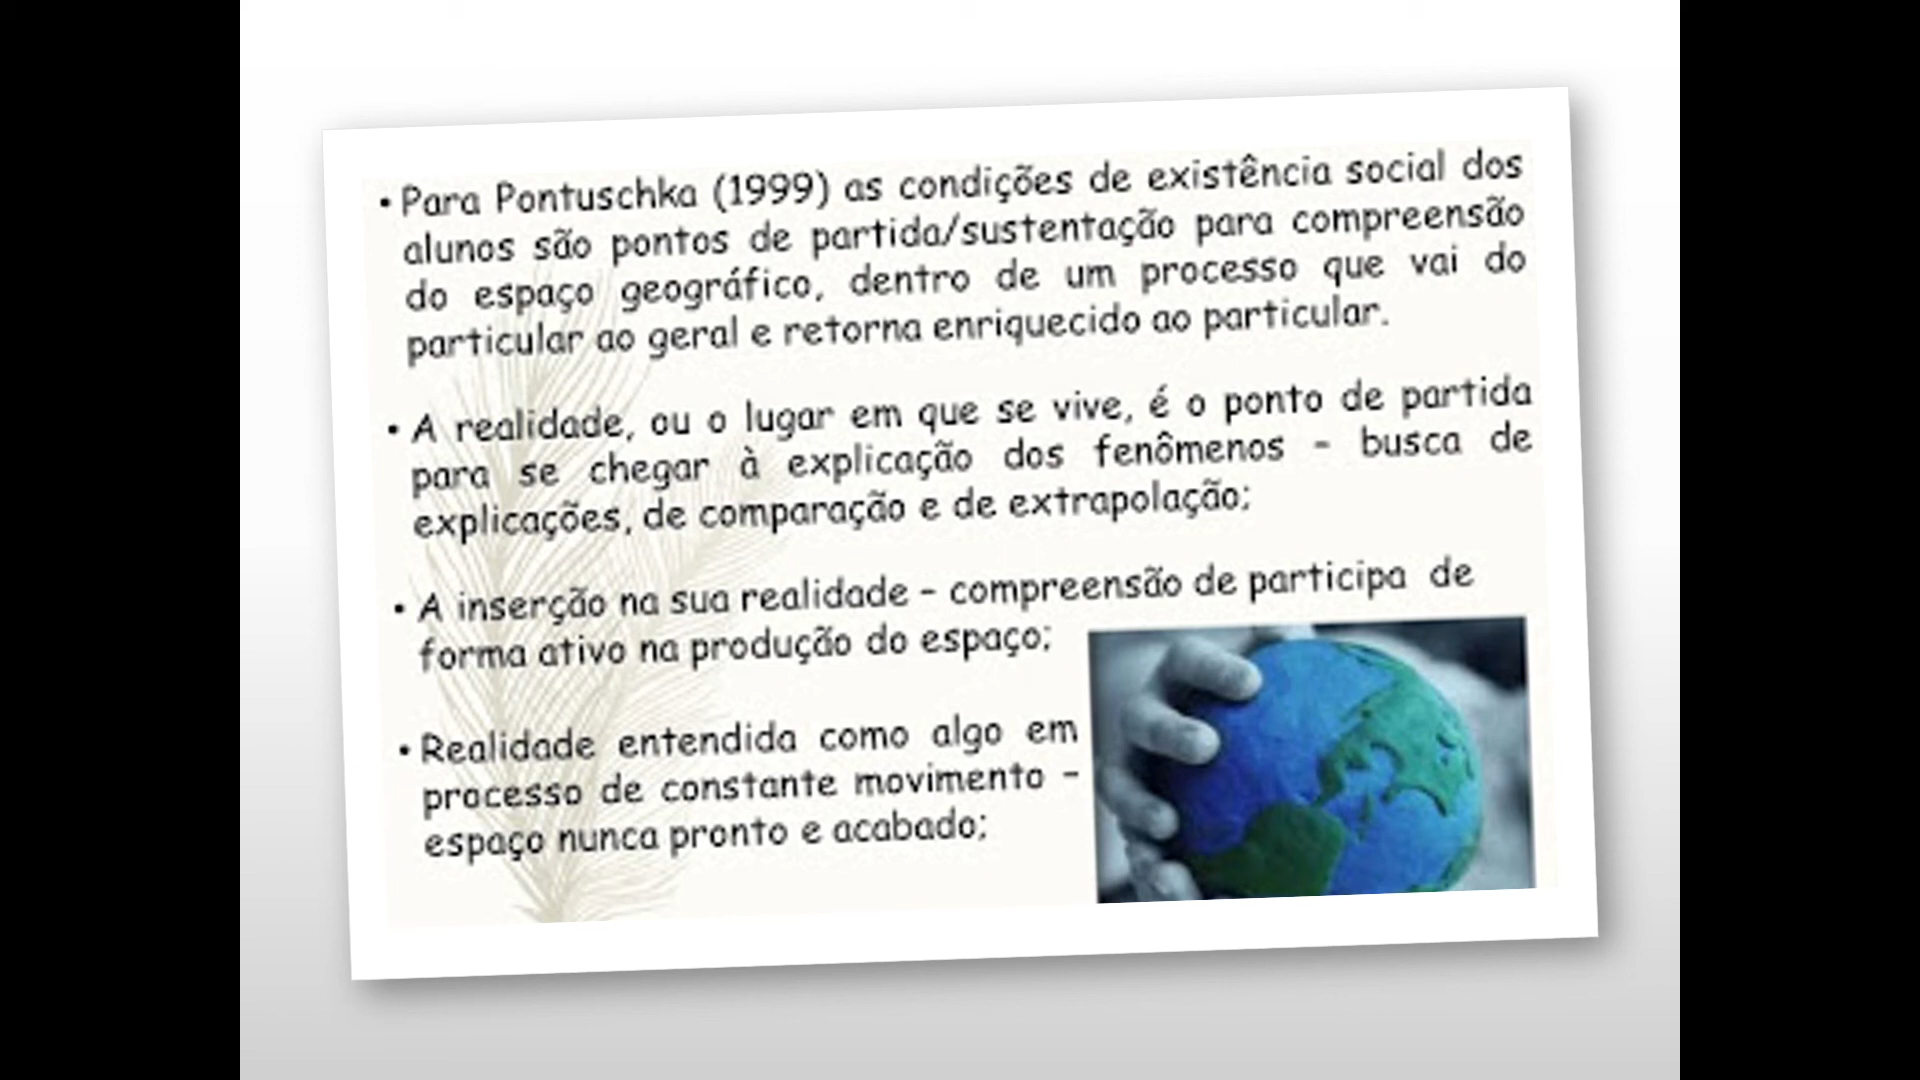 • Para Pontuschka (1999) as condições de existência social dos
alunos são pontos de partida/sustentação para compreensão
do espaço geográfico, dentro de um processo que vai do
particular ao geral e retorna enriquecido ao particular.
• A realidade, ou o lugar em que se vive, é o ponto de partida
para se chegar à explicação dos fenômenos – busca de
explicações, de comparação e de extrapolação;
• A inserção na sua realidade – compreensão de participa de
forma ativo na produção do espaço;
• Realidade entendida como algo em
processo de constante movimento –
espaço nunca pronto e acabado;